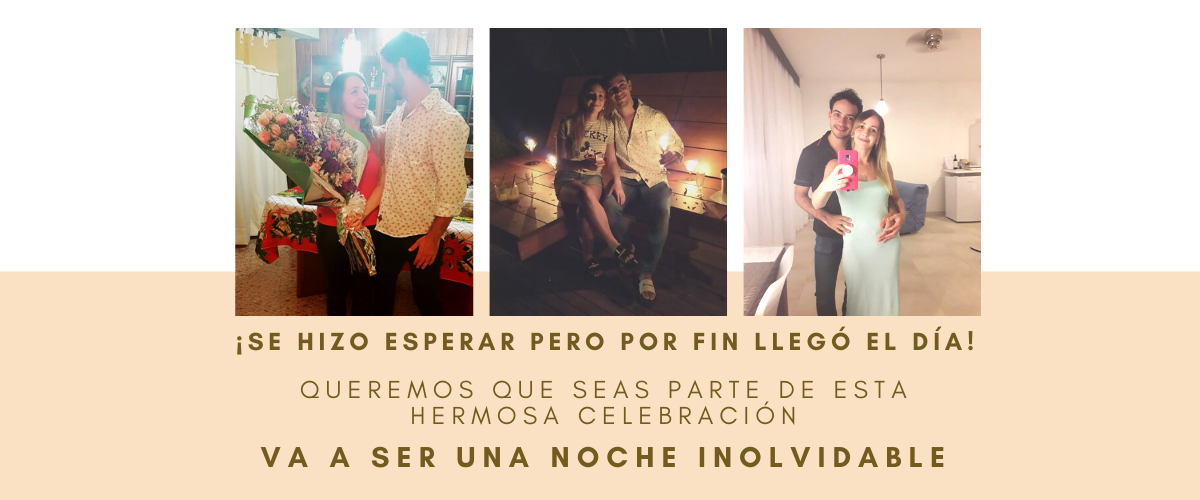 MICKEY
¡SE HIZO ESPERAR PERO POR FIN LLEGÓ EL DÍA!
QUEREMOS QUE SEAS PARTE DE ESTA
HERMOSA CELEBRACIÓN
VA A SER UNA NOCHE INOLVIDABLE